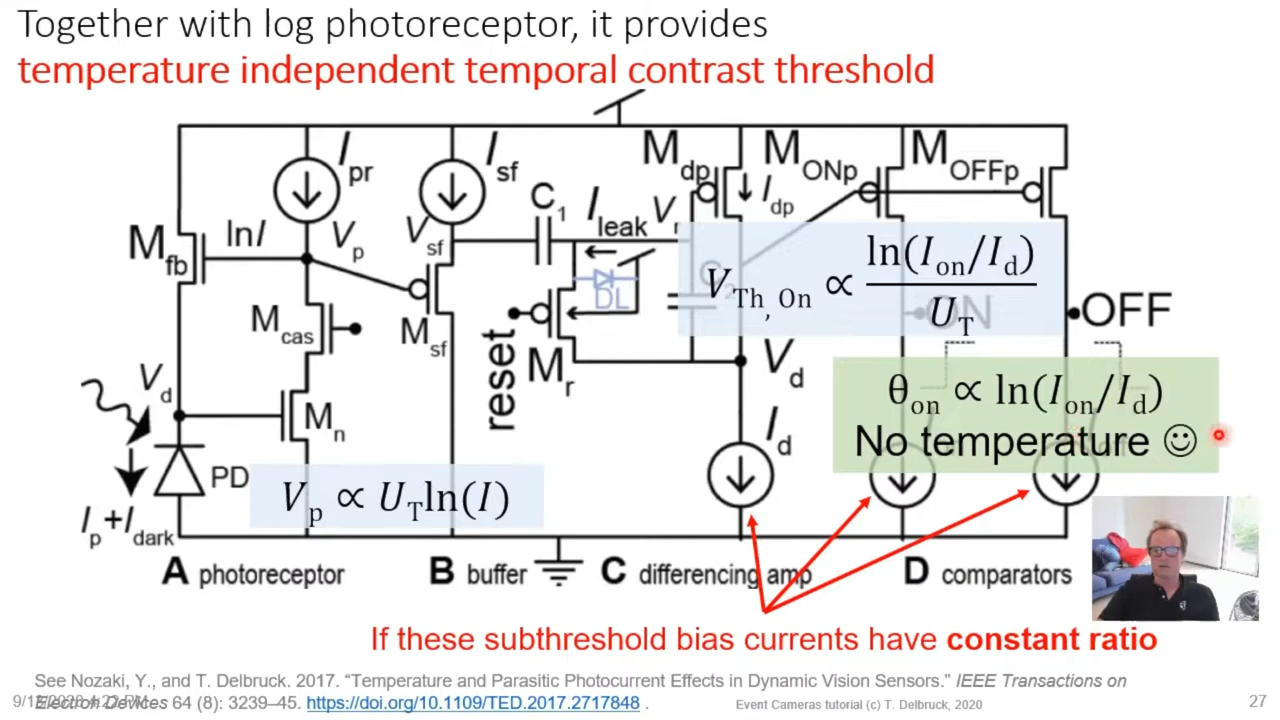 Together with log photoreceptor, it provides
temperature independent temporal contrast threshold
I_pr
I_sf
M_dp
M_ONp
M_OFFp
C_1
I_leak
I_dp
M_fb
lnI
V_p
V_sf
V_Th, On ∝ ln(I_on/I_d) / U_T
DL
ON
OFF
M_cas
M_sf
reset
M_r
V_d
V_d
θ_on ∝ ln(I_on/I_d)
No temperature ☺
M_n
I_d
PD
V_p ∝ U_T ln(I)
I_p+I_dark
A photoreceptor
B buffer
C differencing amp
D comparators
If these subthreshold bias currents have constant ratio
See Nozaki, Y., and T. Delbruck. 2017. “Temperature and Parasitic Photocurrent Effects in Dynamic Vision Sensors.” IEEE Transactions on
Electron Devices 64 (8): 3239–45. https://doi.org/10.1109/TED.2017.2717848 .
Event Cameras tutorial (c) T. Delbruck, 2020
27